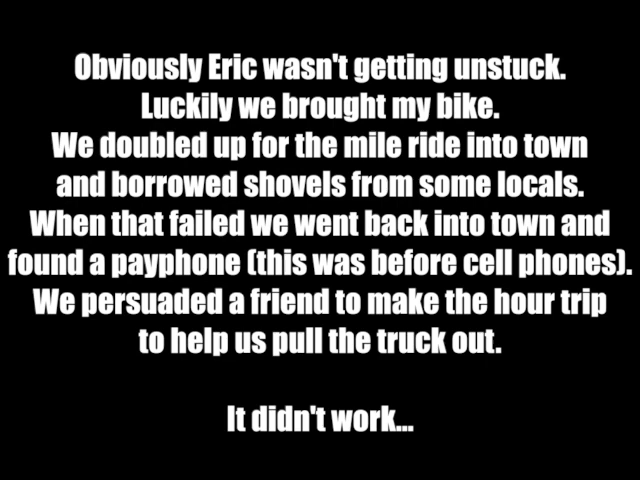 Obviously Eric wasn't getting unstuck.
Luckily we brought my bike.
We doubled up for the mile ride into town
and borrowed shovels from some locals.
When that failed we went back into town and
found a payphone (this was before cell phones).
We persuaded a friend to make the hour trip
to help us pull the truck out.
It didn't work...